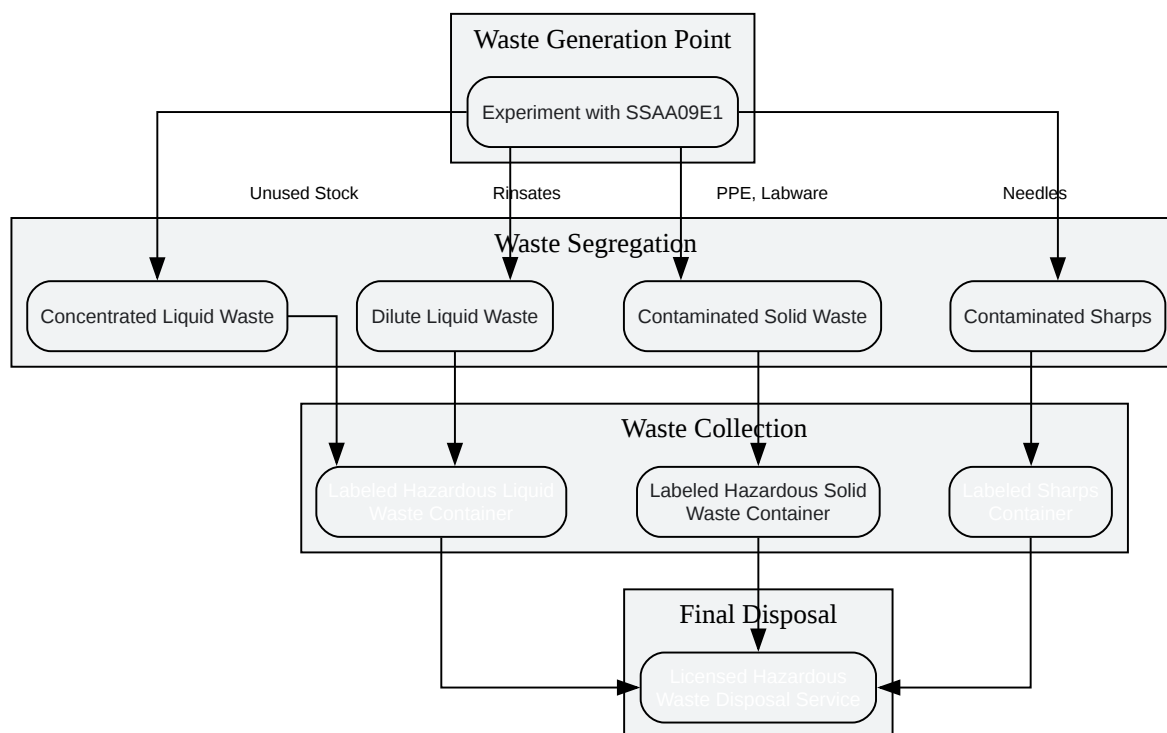 Waste Generation Point
Experiment with SSAA09E1
Unused Stock
Rinsates
PPE, Labware
Needles
Waste Segregation
Concentrated Liquid Waste
Dilute Liquid Waste
Contaminated Solid Waste
Contaminated Sharps
Waste Collection
Labeled Hazardous Liquid
Waste Container
Labeled Hazardous Solid
Waste Container
Labeled Sharps
Container
Final Disposal
Licensed Hazardous
Waste Disposal Service